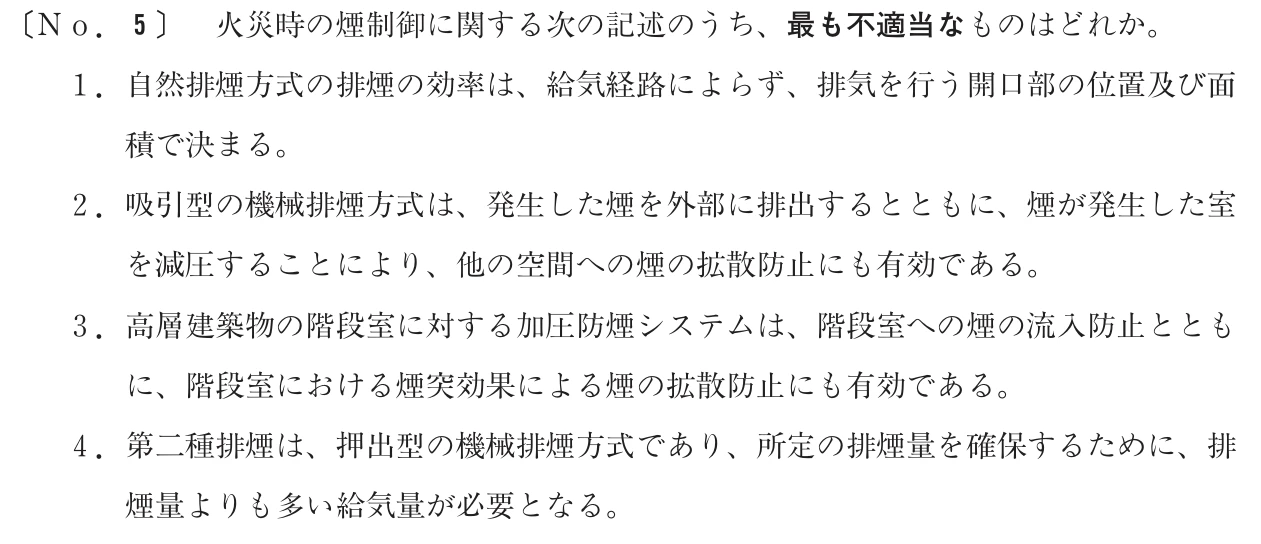 〔Ｎｏ．５〕　火災時の煙制御に関する次の記述のうち、最も不適当なものはどれか。
１．自然排煙方式の排煙の効率は、給気経路によらず、排気を行う開口部の位置及び面
積で決まる。
２．吸引型の機械排煙方式は、発生した煙を外部に排出するとともに、煙が発生した室
を減圧することにより、他の空間への煙の拡散防止にも有効である。
３．高層建築物の階段室に対する加圧防煙システムは、階段室への煙の流入防止ととも
に、階段室における煙突効果による煙の拡散防止にも有効である。
４．第二種排煙は、押出型の機械排煙方式であり、所定の排煙量を確保するために、排
煙量よりも多い給気量が必要となる。